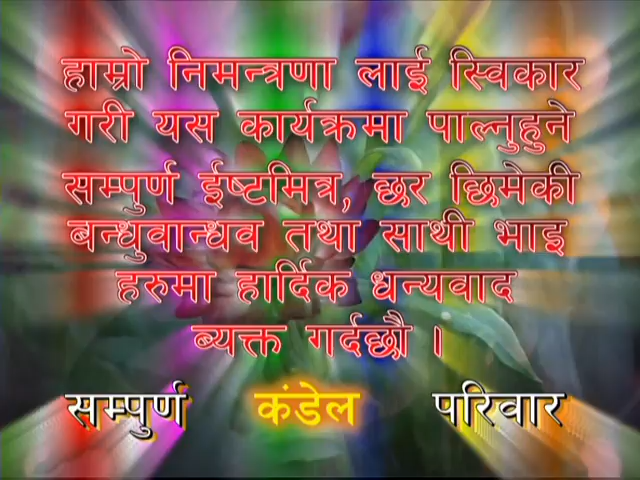 हाम्रो निमन्त्रणा लाई स्विकार
गरी यस कार्यक्रममा पाल्नुहुने
सम्पुर्ण ईष्टमित्र, छर छिमेकी
बन्धुवान्धव तथा साथी भाइ
हरुमा हार्दिक धन्यवाद
ब्यक्त गर्दछौ ।
सम्पुर्ण कंडेल परिवार